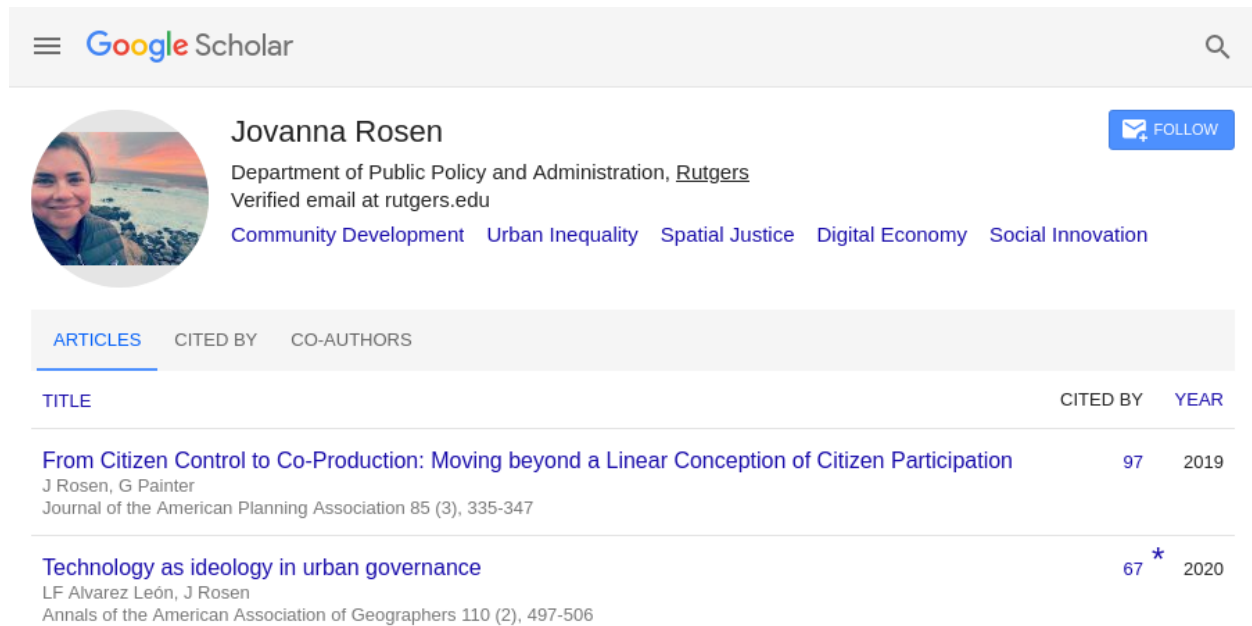 Google Scholar
Jovanna Rosen
FOLLOW
Department of Public Policy and Administration, Rutgers
Verified email at rutgers.edu
Community Development Urban Inequality Spatial Justice Digital Economy Social Innovation
ARTICLES CITED BY CO-AUTHORS
TITLE CITED BY YEAR
From Citizen Control to Co-Production: Moving beyond a Linear Conception of Citizen Participation 97 2019
J Rosen, G Painter
Journal of the American Planning Association 85 (3), 335-347
Technology as ideology in urban governance 67 * 2020
LF Alvarez León, J Rosen
Annals of the American Association of Geographers 110 (2), 497-506